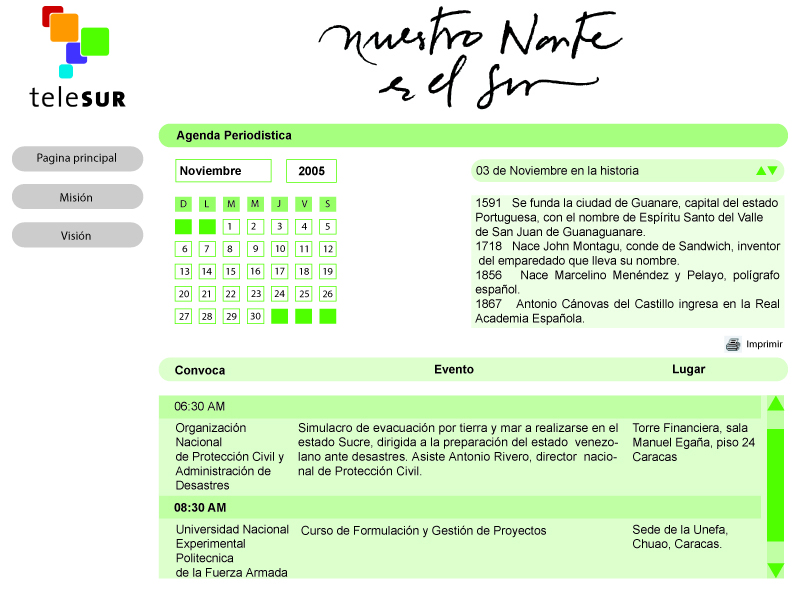 nuestro Norte
es el Sur
teleSUR
Agenda Periodistica
Pagina principal
Misión
Visión
Noviembre 2005
D L M M J V S
1 2 3 4 5
6 7 8 9 10 11 12
13 14 15 16 17 18 19
20 21 22 23 24 25 26
27 28 29 30
03 de Noviembre en la historia
1591 Se funda la ciudad de Guanare, capital del estado
Portuguesa, con el nombre de Espíritu Santo del Valle
de San Juan de Guanaguanare.
1718 Nace John Montagu, conde de Sandwich, inventor
del emparedado que lleva su nombre.
1856 Nace Marcelino Menéndez y Pelayo, polígrafo
español.
1867 Antonio Cánovas del Castillo ingresa en la Real
Academia Española.
Imprimir
Convoca Evento Lugar
06:30 AM
Organización
Nacional
de Protección Civil y
Administración de
Desastres
Simulacro de evacuación por tierra y mar a realizarse en el
estado Sucre, dirigida a la preparación del estado venezo-
lano ante desastres. Asiste Antonio Rivero, director nacio-
nal de Protección Civil.
Torre Financiera, sala
Manuel Egaña, piso 24
Caracas
08:30 AM
Universidad Nacional
Experimental
Politecnica
de la Fuerza Armada
Curso de Formulación y Gestión de Proyectos
Sede de la Unefa,
Chuao, Caracas.